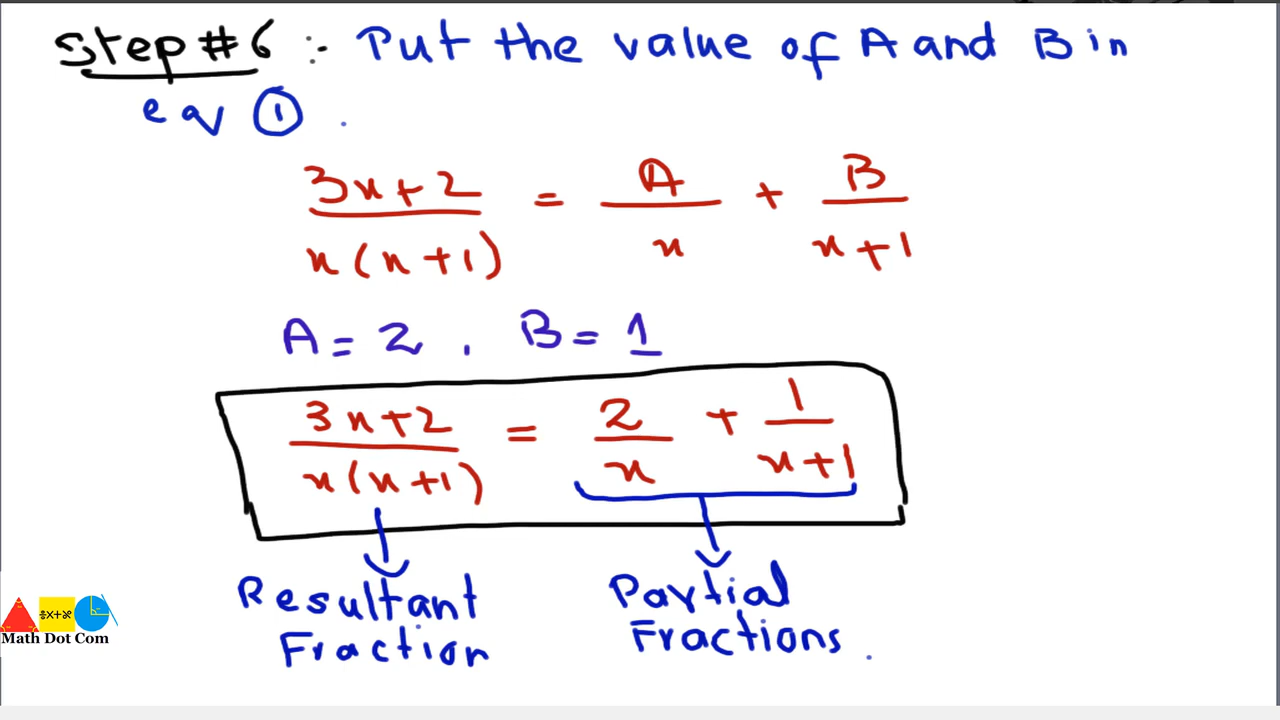 Step #6 :- Put the value of A and B in
eq ① .
3x+2 / x(x+1) = A / x + B / x+1
A = 2 , B = 1
3x+2 / x(x+1) = 2 / x + 1 / x+1
Resultant Fraction
Partial Fractions .
Math Dot Com